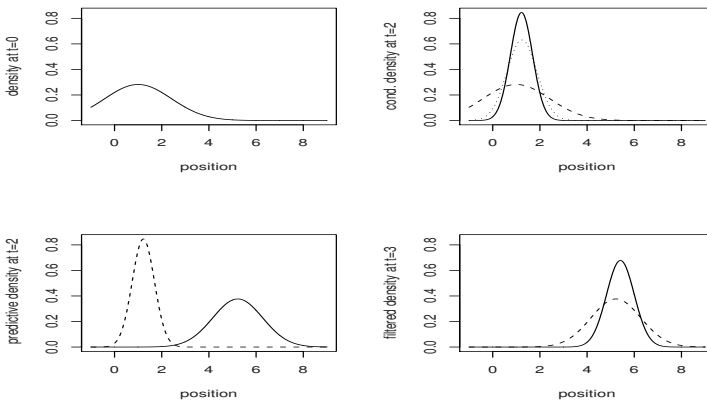 density at t=0
0.0 0.2 0.4 0.6 0.8
0 2 4 6 8
position
cond. density at t=2
0.0 0.2 0.4 0.6 0.8
0 2 4 6 8
position
predictive density at t=2
0.0 0.2 0.4 0.6 0.8
0 2 4 6 8
position
filtered density at t=3
0.0 0.2 0.4 0.6 0.8
0 2 4 6 8
position